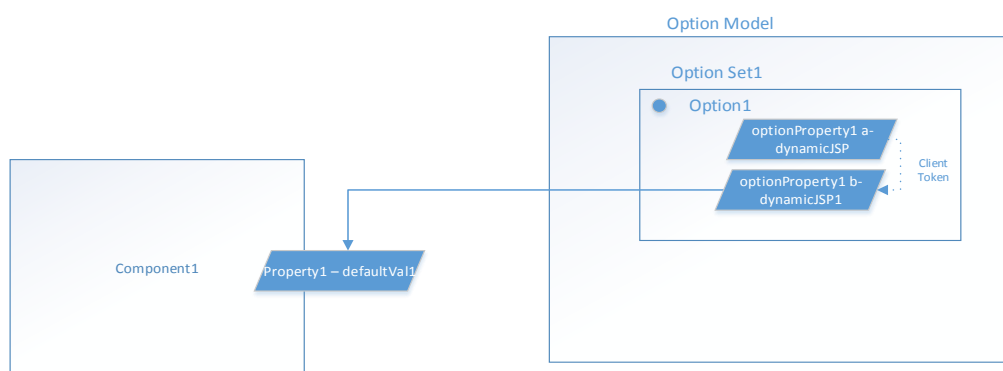 Option Model
Option Set1
Option1
optionProperty1 a-
dynamicJSP
Client
Token
optionProperty1 b-
dynamicJSP1
Component1
Property1 – defaultVal1